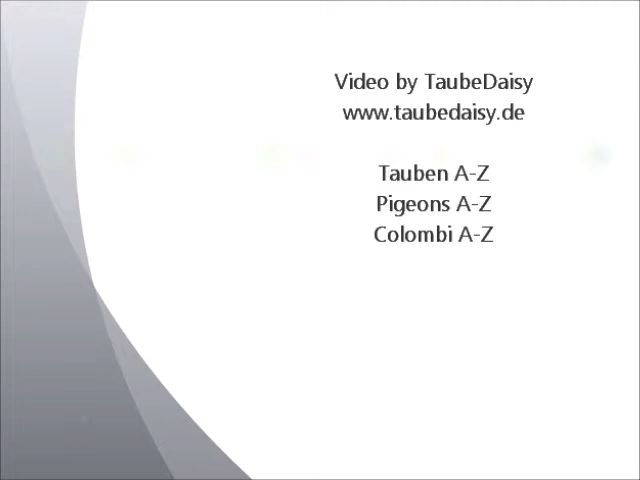 Video by TaubeDaisy
www.taubedaisy.de
Tauben A-Z
Pigeons A-Z
Colombi A-Z